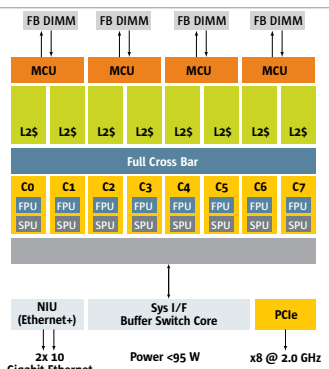 FB DIMM FB DIMM FB DIMM FB DIMM
MCU MCU MCU MCU
L2$ L2$ L2$ L2$ L2$ L2$ L2$ L2$
Full Cross Bar
C0 C1 C2 C3 C4 C5 C6 C7
FPU FPU FPU FPU FPU FPU FPU FPU
SPU SPU SPU SPU SPU SPU SPU SPU
NIU
(Ethernet+)
Sys I/F
Buffer Switch Core
PCIe
2x 10
Gigabit Ethernet
Power <95 W
x8 @ 2.0 GHz